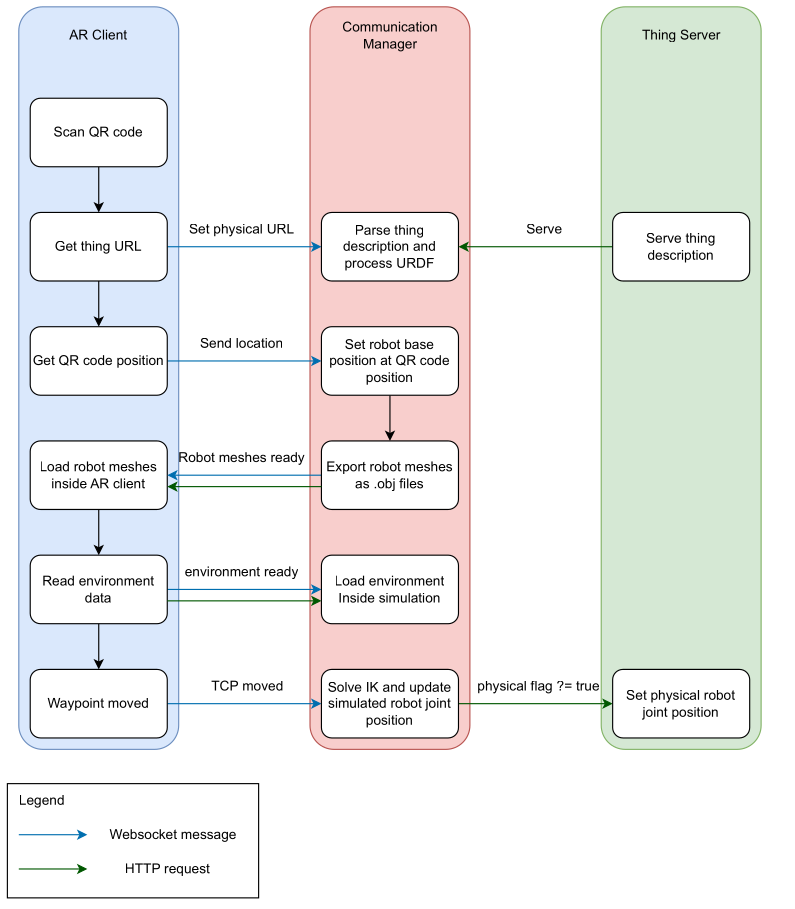 AR Client
Communication
Manager
Thing Server
Scan QR code
Get thing URL
Set physical URL
Parse thing
description and
process URDF
Serve
Serve thing
description
Get QR code position
Send location
Set robot base
position at QR code
position
Load robot meshes
inside AR client
Robot meshes ready
Export robot meshes
as .obj files
Read environment
data
environment ready
Load environment
Inside simulation
Waypoint moved
TCP moved
Solve IK and update
simulated robot joint
position
physical flag ?= true
Set physical robot
joint position
Legend
Websocket message
HTTP request